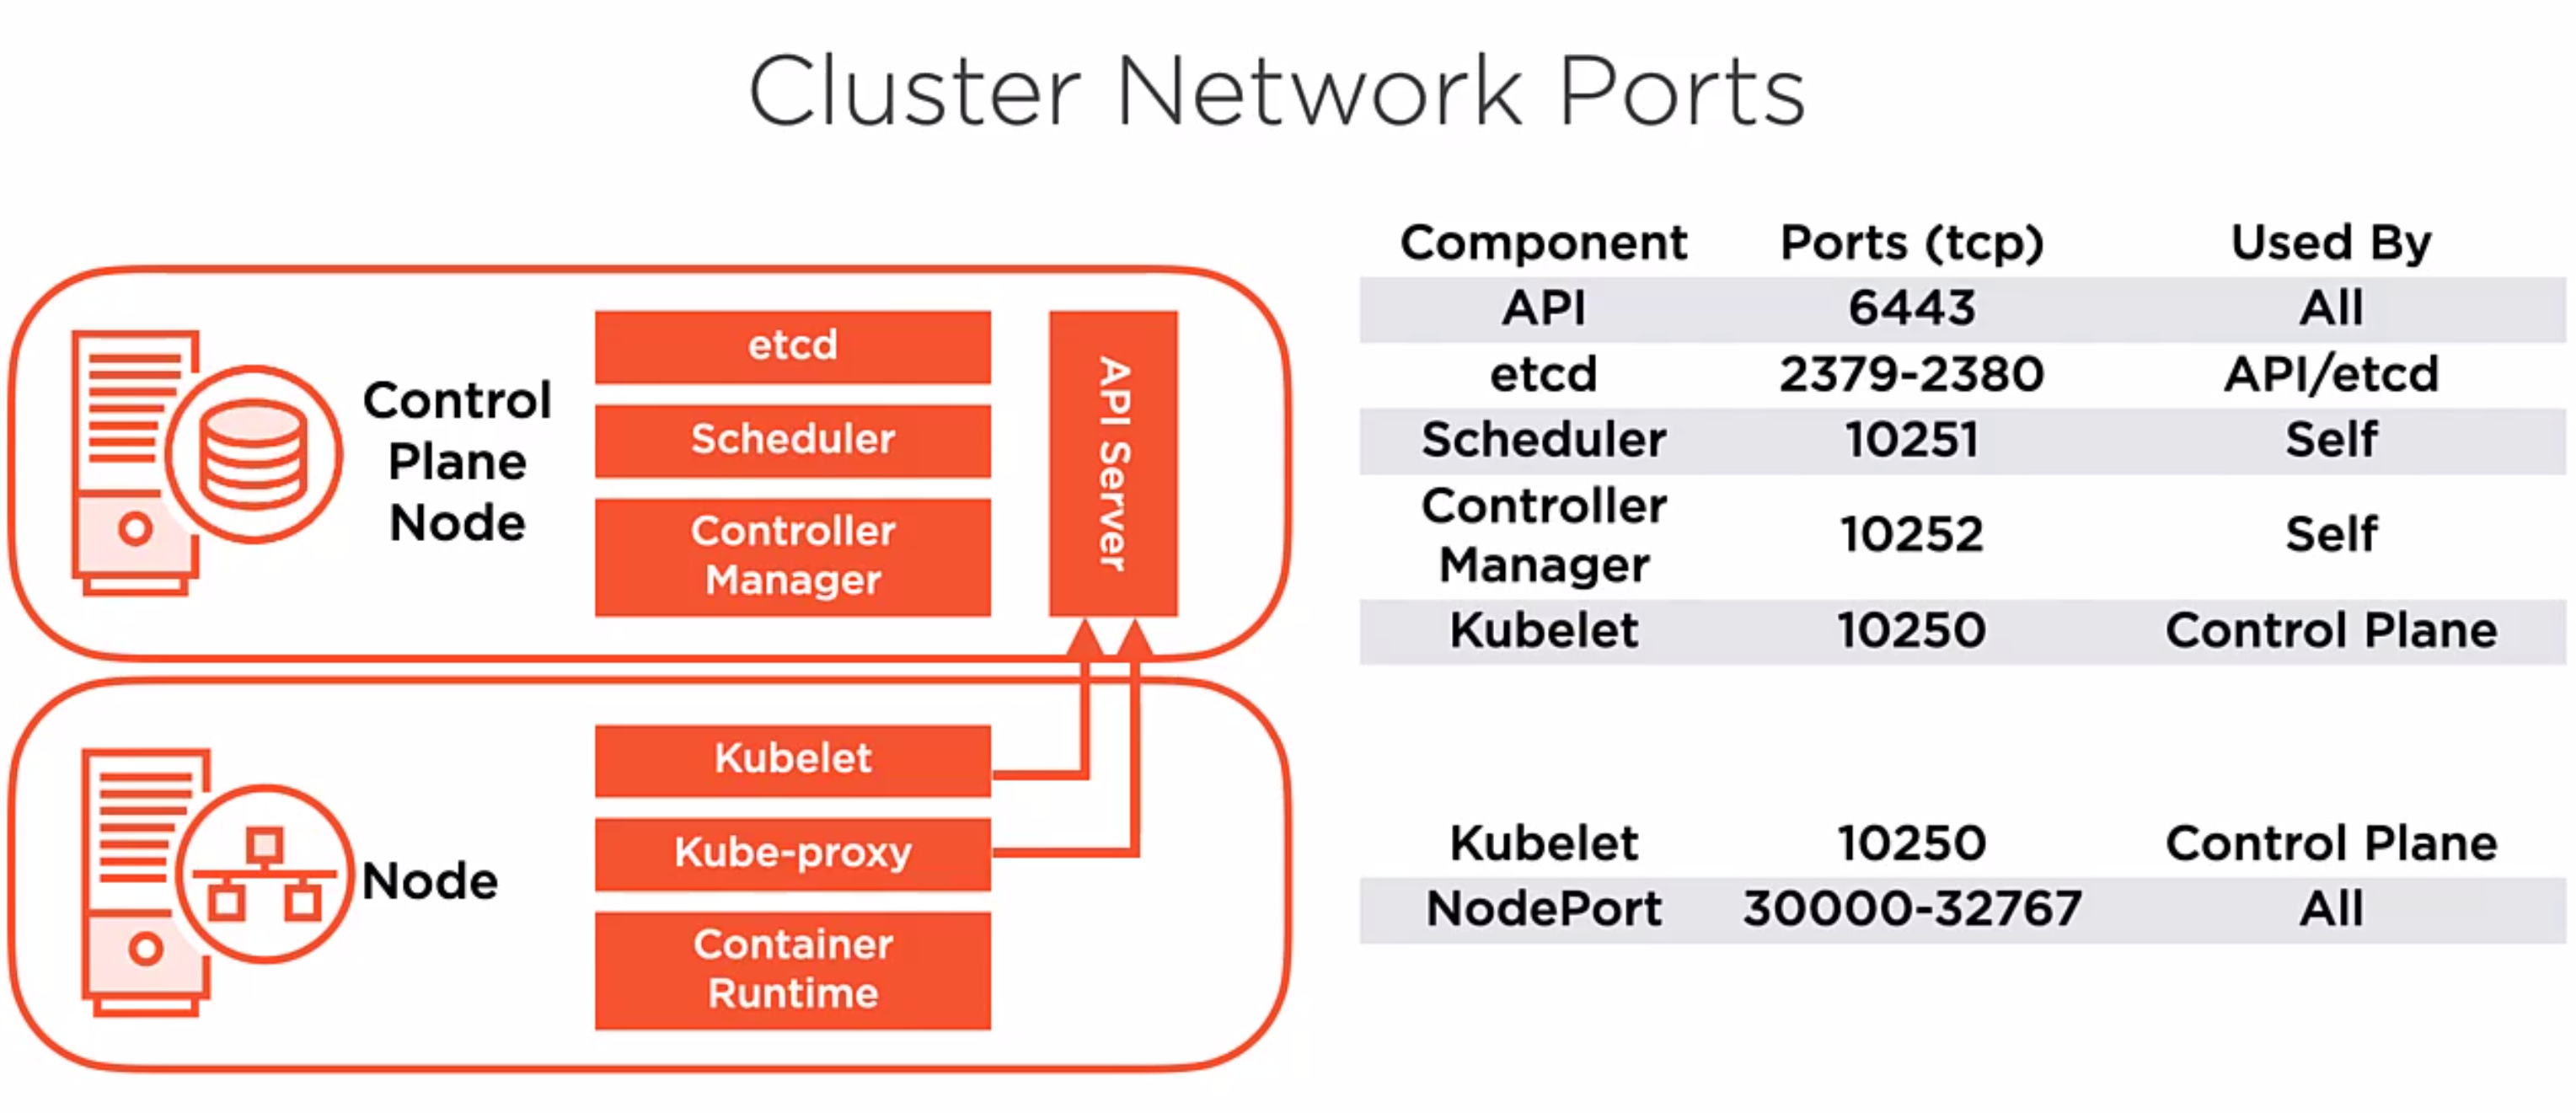 Cluster Network Ports
Control
Plane
Node
etcd
Scheduler
Controller
Manager
API Server
Node
Kubelet
Kube-proxy
Container
Runtime
Component Ports (tcp) Used By
API 6443 All
etcd 2379-2380 API/etcd
Scheduler 10251 Self
Controller
Manager 10252 Self
Kubelet 10250 Control Plane
Kubelet 10250 Control Plane
NodePort 30000-32767 All